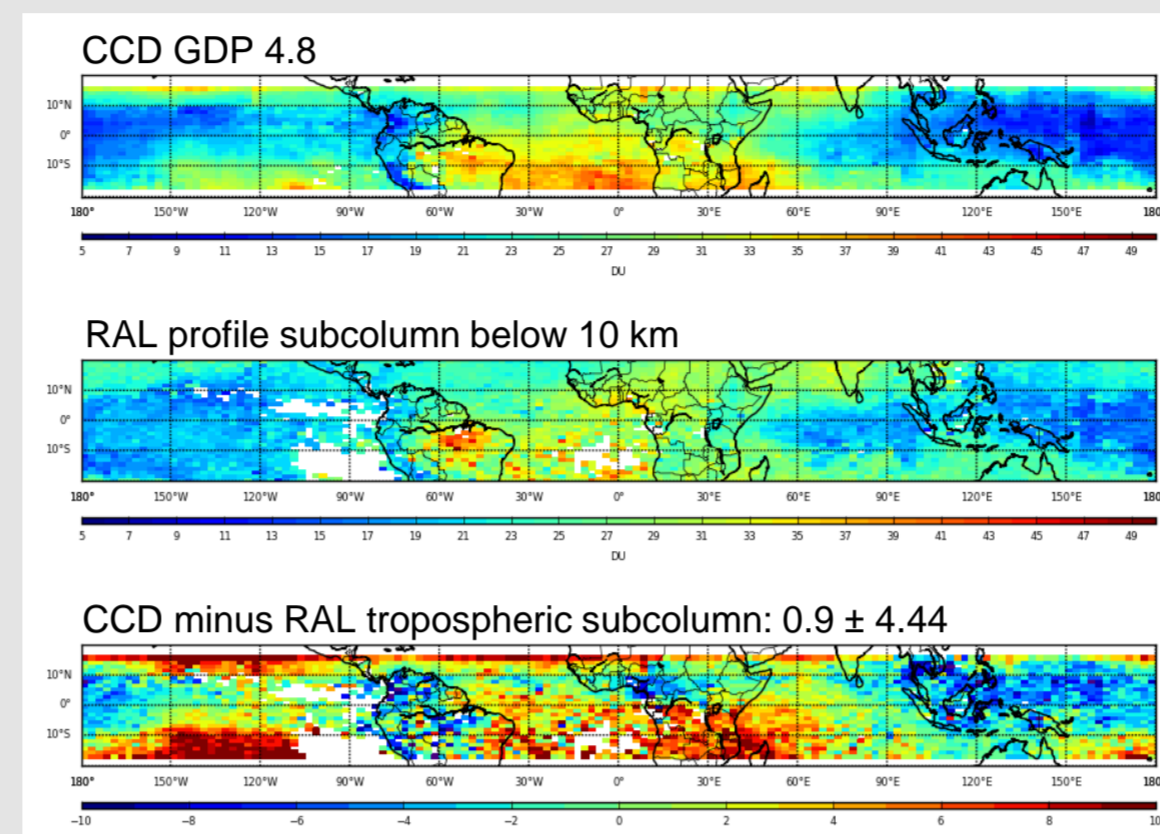 CCD GDP 4.8
10°N
0°
10°S
180° 150°W 120°W 90°W 60°W 30°W 0° 30°E 60°E 90°E 120°E 150°E 180
5 7 9 11 13 15 17 19 21 23 25 27 29 31 33 35 37 39 41 43 45 47 49
DU
RAL profile subcolumn below 10 km
10°N
0°
10°S
180° 150°W 120°W 90°W 60°W 30°W 0° 30°E 60°E 90°E 120°E 150°E 180
5 7 9 11 13 15 17 19 21 23 25 27 29 31 33 35 37 39 41 43 45 47 49
DU
CCD minus RAL tropospheric subcolumn: 0.9 ± 4.44
10°N
0°
10°S
180° 150°W 120°W 90°W 60°W 30°W 0° 30°E 60°E 90°E 120°E 150°E 180
−10 −8 −6 −4 −2 0 2 4 6 8 10